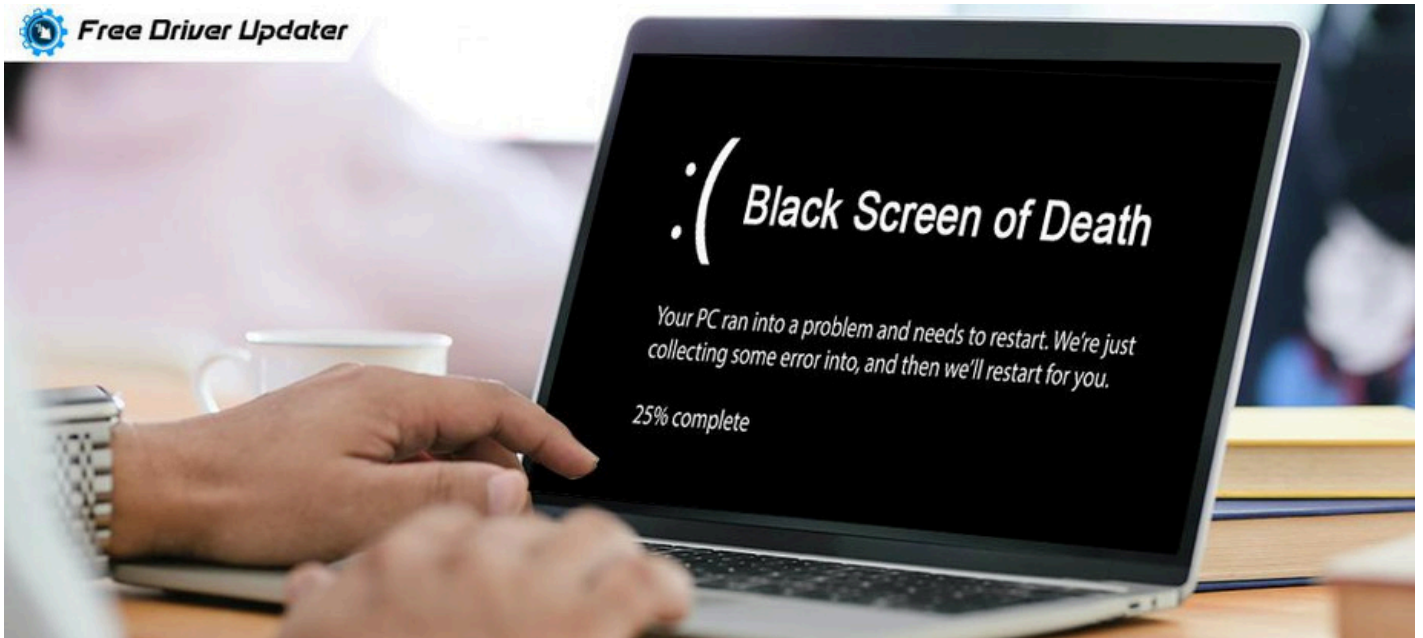 Free Driver Updater
:( Black Screen of Death
Your PC ran into a problem and needs to restart. We're just
collecting some error into, and then we'll restart for you.
25% complete